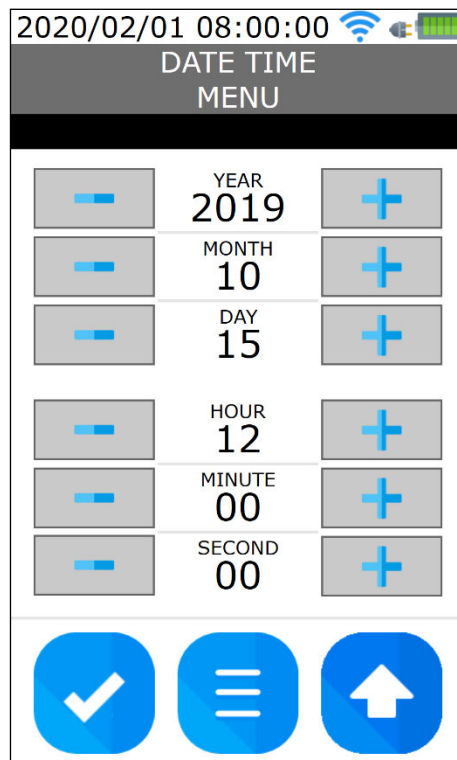 2020/02/01 08:00:00
DATE TIME
MENU
YEAR
2019
MONTH
10
DAY
15
HOUR
12
MINUTE
00
SECOND
00